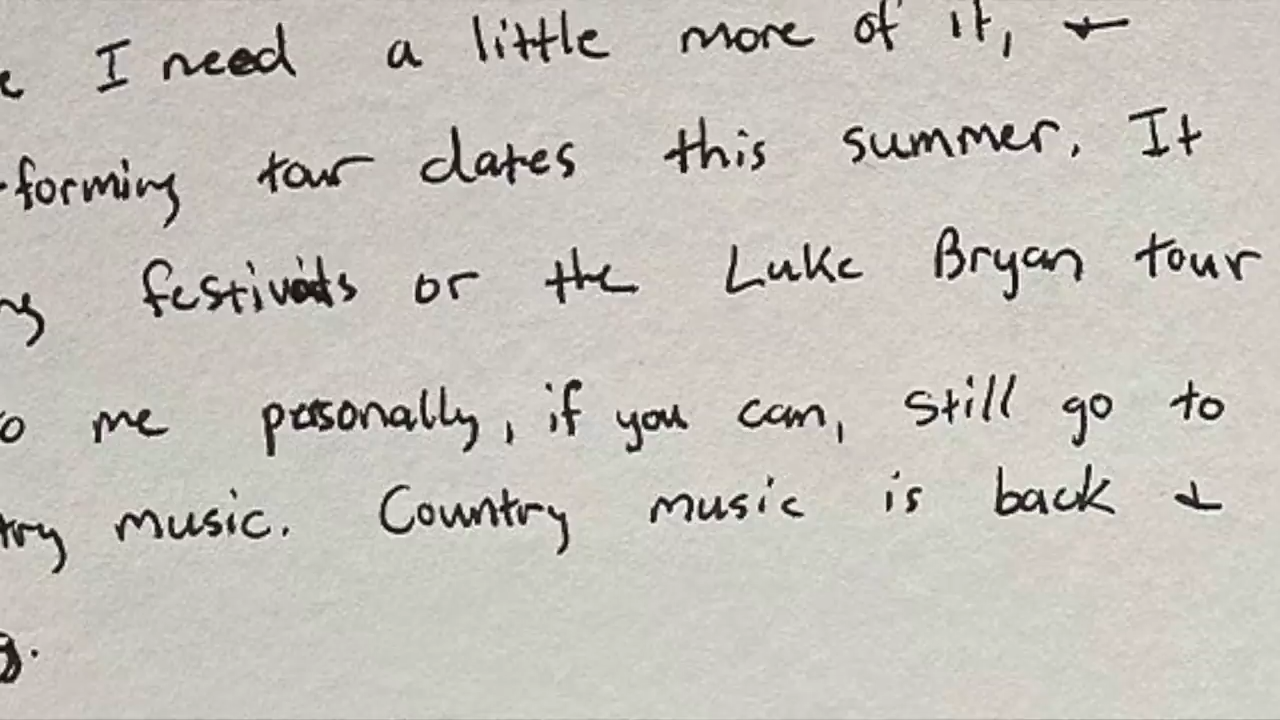 e I need a little more of it, +
forming tour dates this summer. It
festivals or the Luke Bryan tour
o me personally, if you can, still go to
try music. Country music is back +
g.